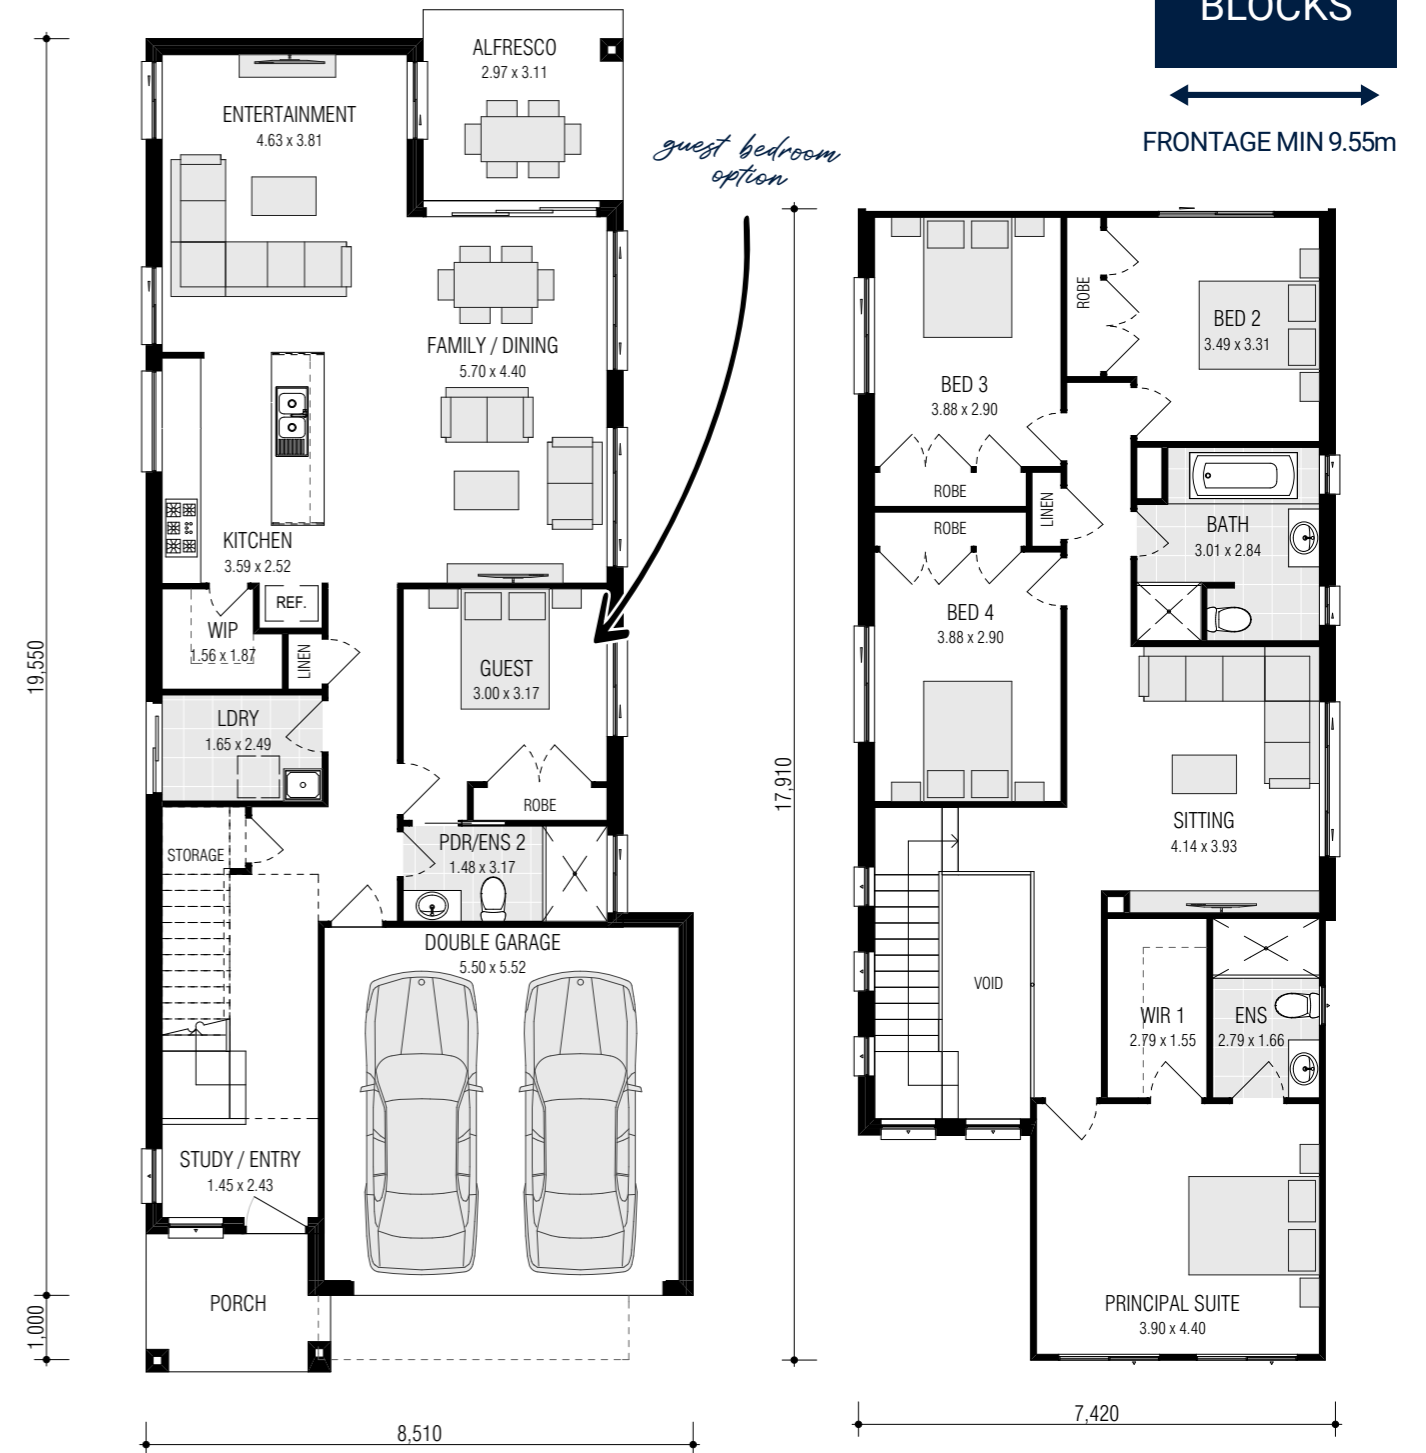 BLOCKS
FRONTAGE MIN 9.55m
guest bedroom
option
ALFRESCO
2.97 x 3.11
ENTERTAINMENT
4.63 x 3.81
FAMILY / DINING
5.70 x 4.40
KITCHEN
3.59 x 2.52
REF.
WIP
1.56 x 1.87
LINEN
GUEST
3.00 x 3.17
LDRY
1.65 x 2.49
ROBE
STORAGE
PDR/ENS 2
1.48 x 3.17
DOUBLE GARAGE
5.50 x 5.52
STUDY / ENTRY
1.45 x 2.43
PORCH
19,550
1,000
8,510
BED 2
3.49 x 3.31
ROBE
BED 3
3.88 x 2.90
ROBE
LINEN
ROBE
BATH
3.01 x 2.84
BED 4
3.88 x 2.90
SITTING
4.14 x 3.93
VOID
WIR 1
2.79 x 1.55
ENS
2.79 x 1.66
PRINCIPAL SUITE
3.90 x 4.40
17,910
7,420